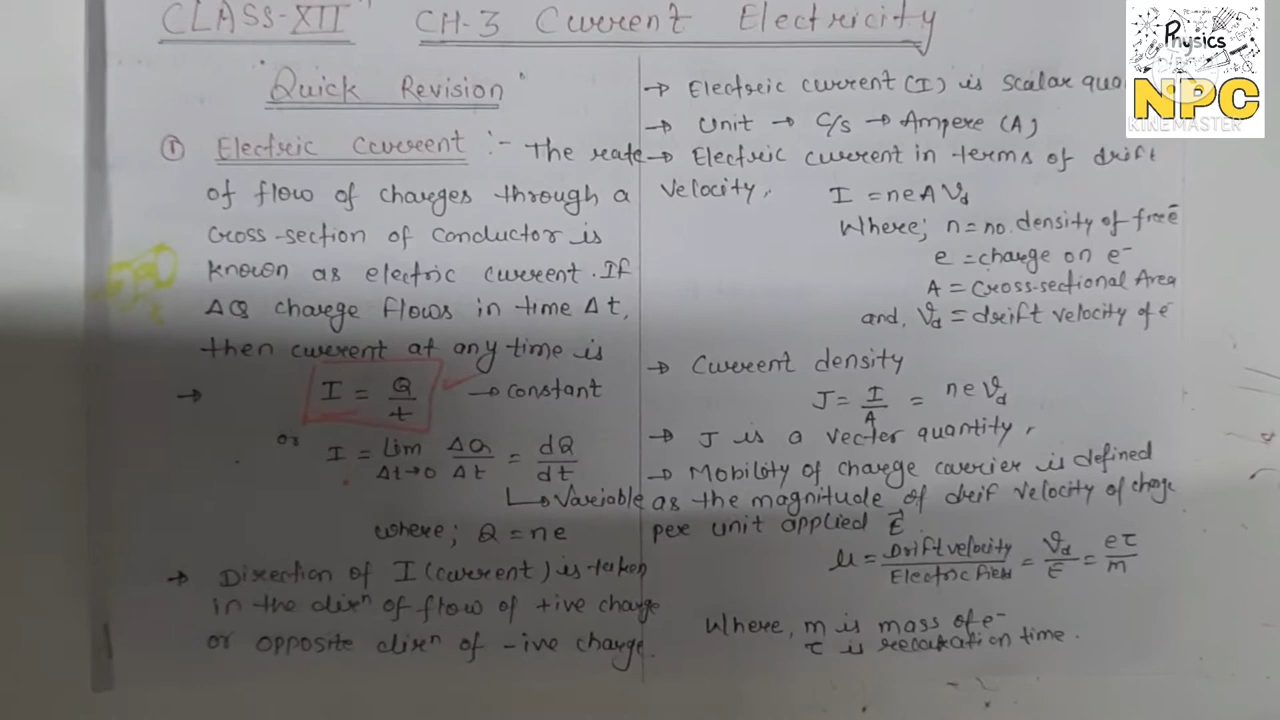 CLASS-XII CH-3 Current Electricity
"Quick Revision"
① Electric Current :- The rate
of flow of charges through a
cross-section of conductor is
known as electric current. If
ΔQ charge flows in time Δt,
then current at any time is
→ I = Q/t → constant
or I = Lim Δt→0 ΔQ/Δt = dQ/dt
↳ Variable
where; Q = ne
→ Direction of I (current) is taken
in the dirⁿ of flow of +ive charge
or opposite dirⁿ of -ive charge.
→ Electric current (I) is scalar qua
→ Unit → C/s → Ampere (A)
→ Electric current in terms of drift
velocity,
I = neA Vd
Where; n = no. density of free e⁻
e = charge on e⁻
A = Cross-sectional Area
and, Vd = drift velocity of e⁻
→ Current density
J = I/A = neVd
→ J is a vecter quantity,
→ Mobility of charge carrier is defined
as the magnitude of drif velocity of charge
per unit applied E⃗
μ = Drift velocity/Electric field = Vd/E = eτ/m
Where, m is mass of e⁻
τ is relaxation time.
Physics
NPC
KINEMASTER